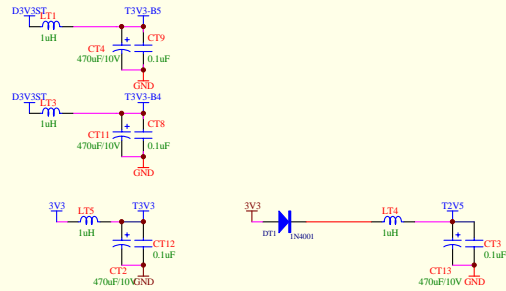 D3V3ST
LT1
1uH
T3V3-B5
CT4
470uF/10V
CT9
0.1uF
GND
D3V3ST
LT3
1uH
T3V3-B4
CT11
470uF/10V
CT8
0.1uF
GND
3V3
LT5
1uH
T3V3
CT2
470uF/10V
CT12
0.1uF
GND
3V3
DT1
1N4001
LT4
1uH
T2V5
CT13
470uF/10V
CT3
0.1uF
GND